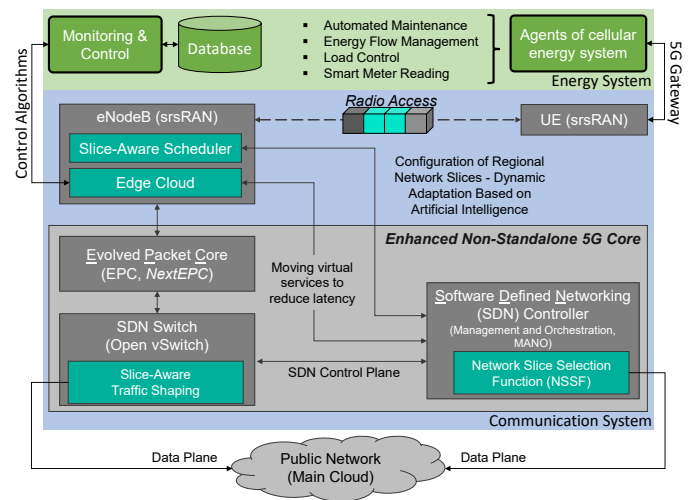 Monitoring &
Control
Database
▪ Automated Maintenance
▪ Energy Flow Management
▪ Load Control
▪ Smart Meter Reading
Agents of cellular
energy system
Energy System
Control Algorithms
5G Gateway
Radio Access
eNodeB (srsRAN)
Slice-Aware Scheduler
Edge Cloud
UE (srsRAN)
Configuration of Regional
Network Slices - Dynamic
Adaptation Based on
Artificial Intelligence
Enhanced Non-Standalone 5G Core
Evolved Packet Core
(EPC, NextEPC)
Moving virtual
services to
reduce latency
SDN Switch
(Open vSwitch)
Slice-Aware
Traffic Shaping
SDN Control Plane
Software Defined Networking
(SDN) Controller
(Management and Orchestration,
MANO)
Network Slice Selection
Function (NSSF)
Communication System
Data Plane
Public Network
(Main Cloud)
Data Plane